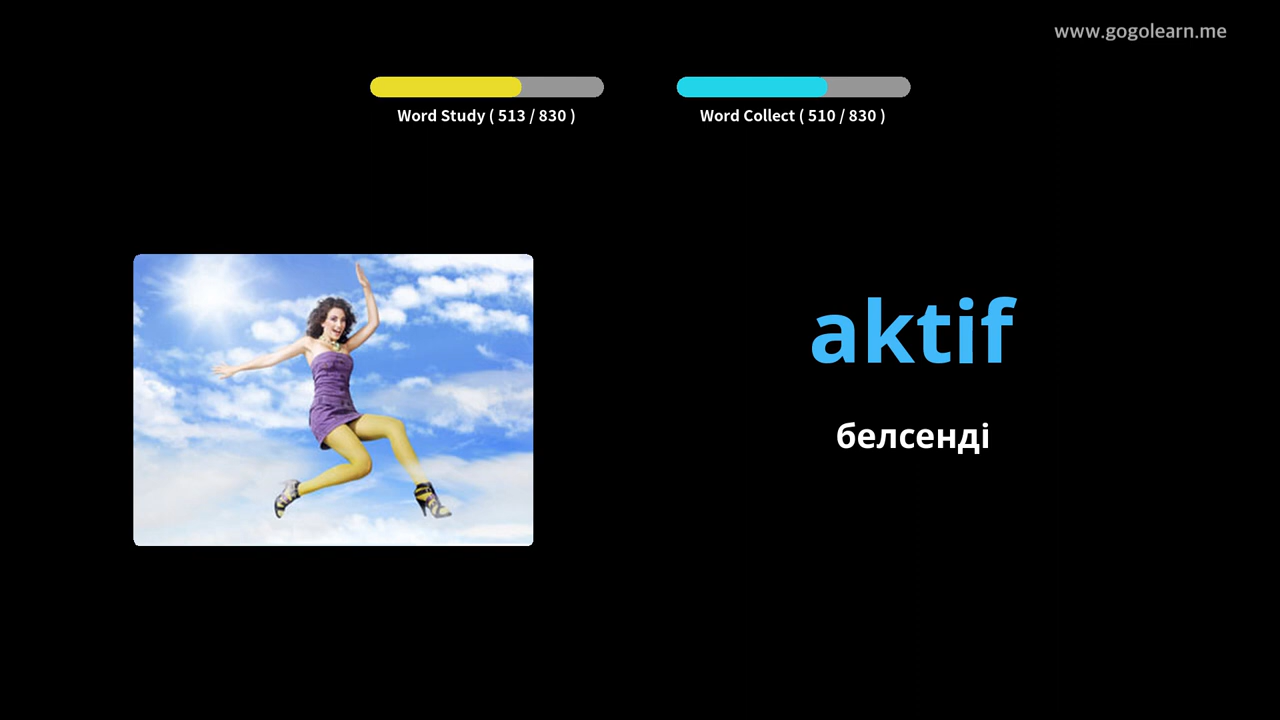 www.gogolearn.me
Word Study ( 513 / 830 )
Word Collect ( 510 / 830 )
aktif
белсенді